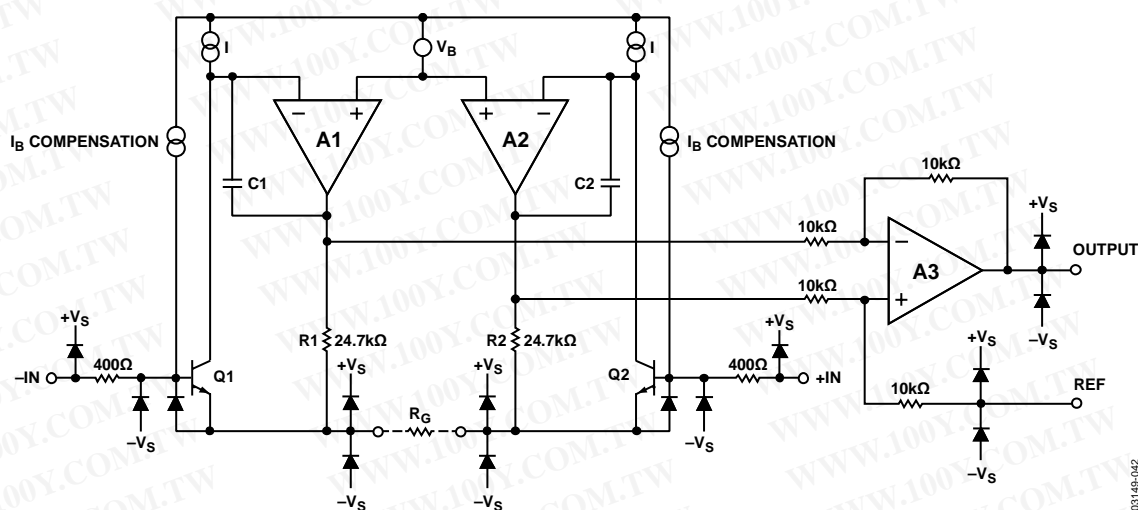 I
V_B
I
−
+
A1
+
−
A2
I_B COMPENSATION
I_B COMPENSATION
C1
C2
10kΩ
10kΩ
+V_S
−
A3
+
OUTPUT
10kΩ
−V_S
R1
24.7kΩ
R2
24.7kΩ
+V_S
+V_S
+V_S
+V_S
+V_S
−IN
400Ω
Q1
Q2
400Ω
+IN
10kΩ
REF
R_G
−V_S
−V_S
−V_S
−V_S
−V_S
03149-042
WWW.100Y.COM.TW